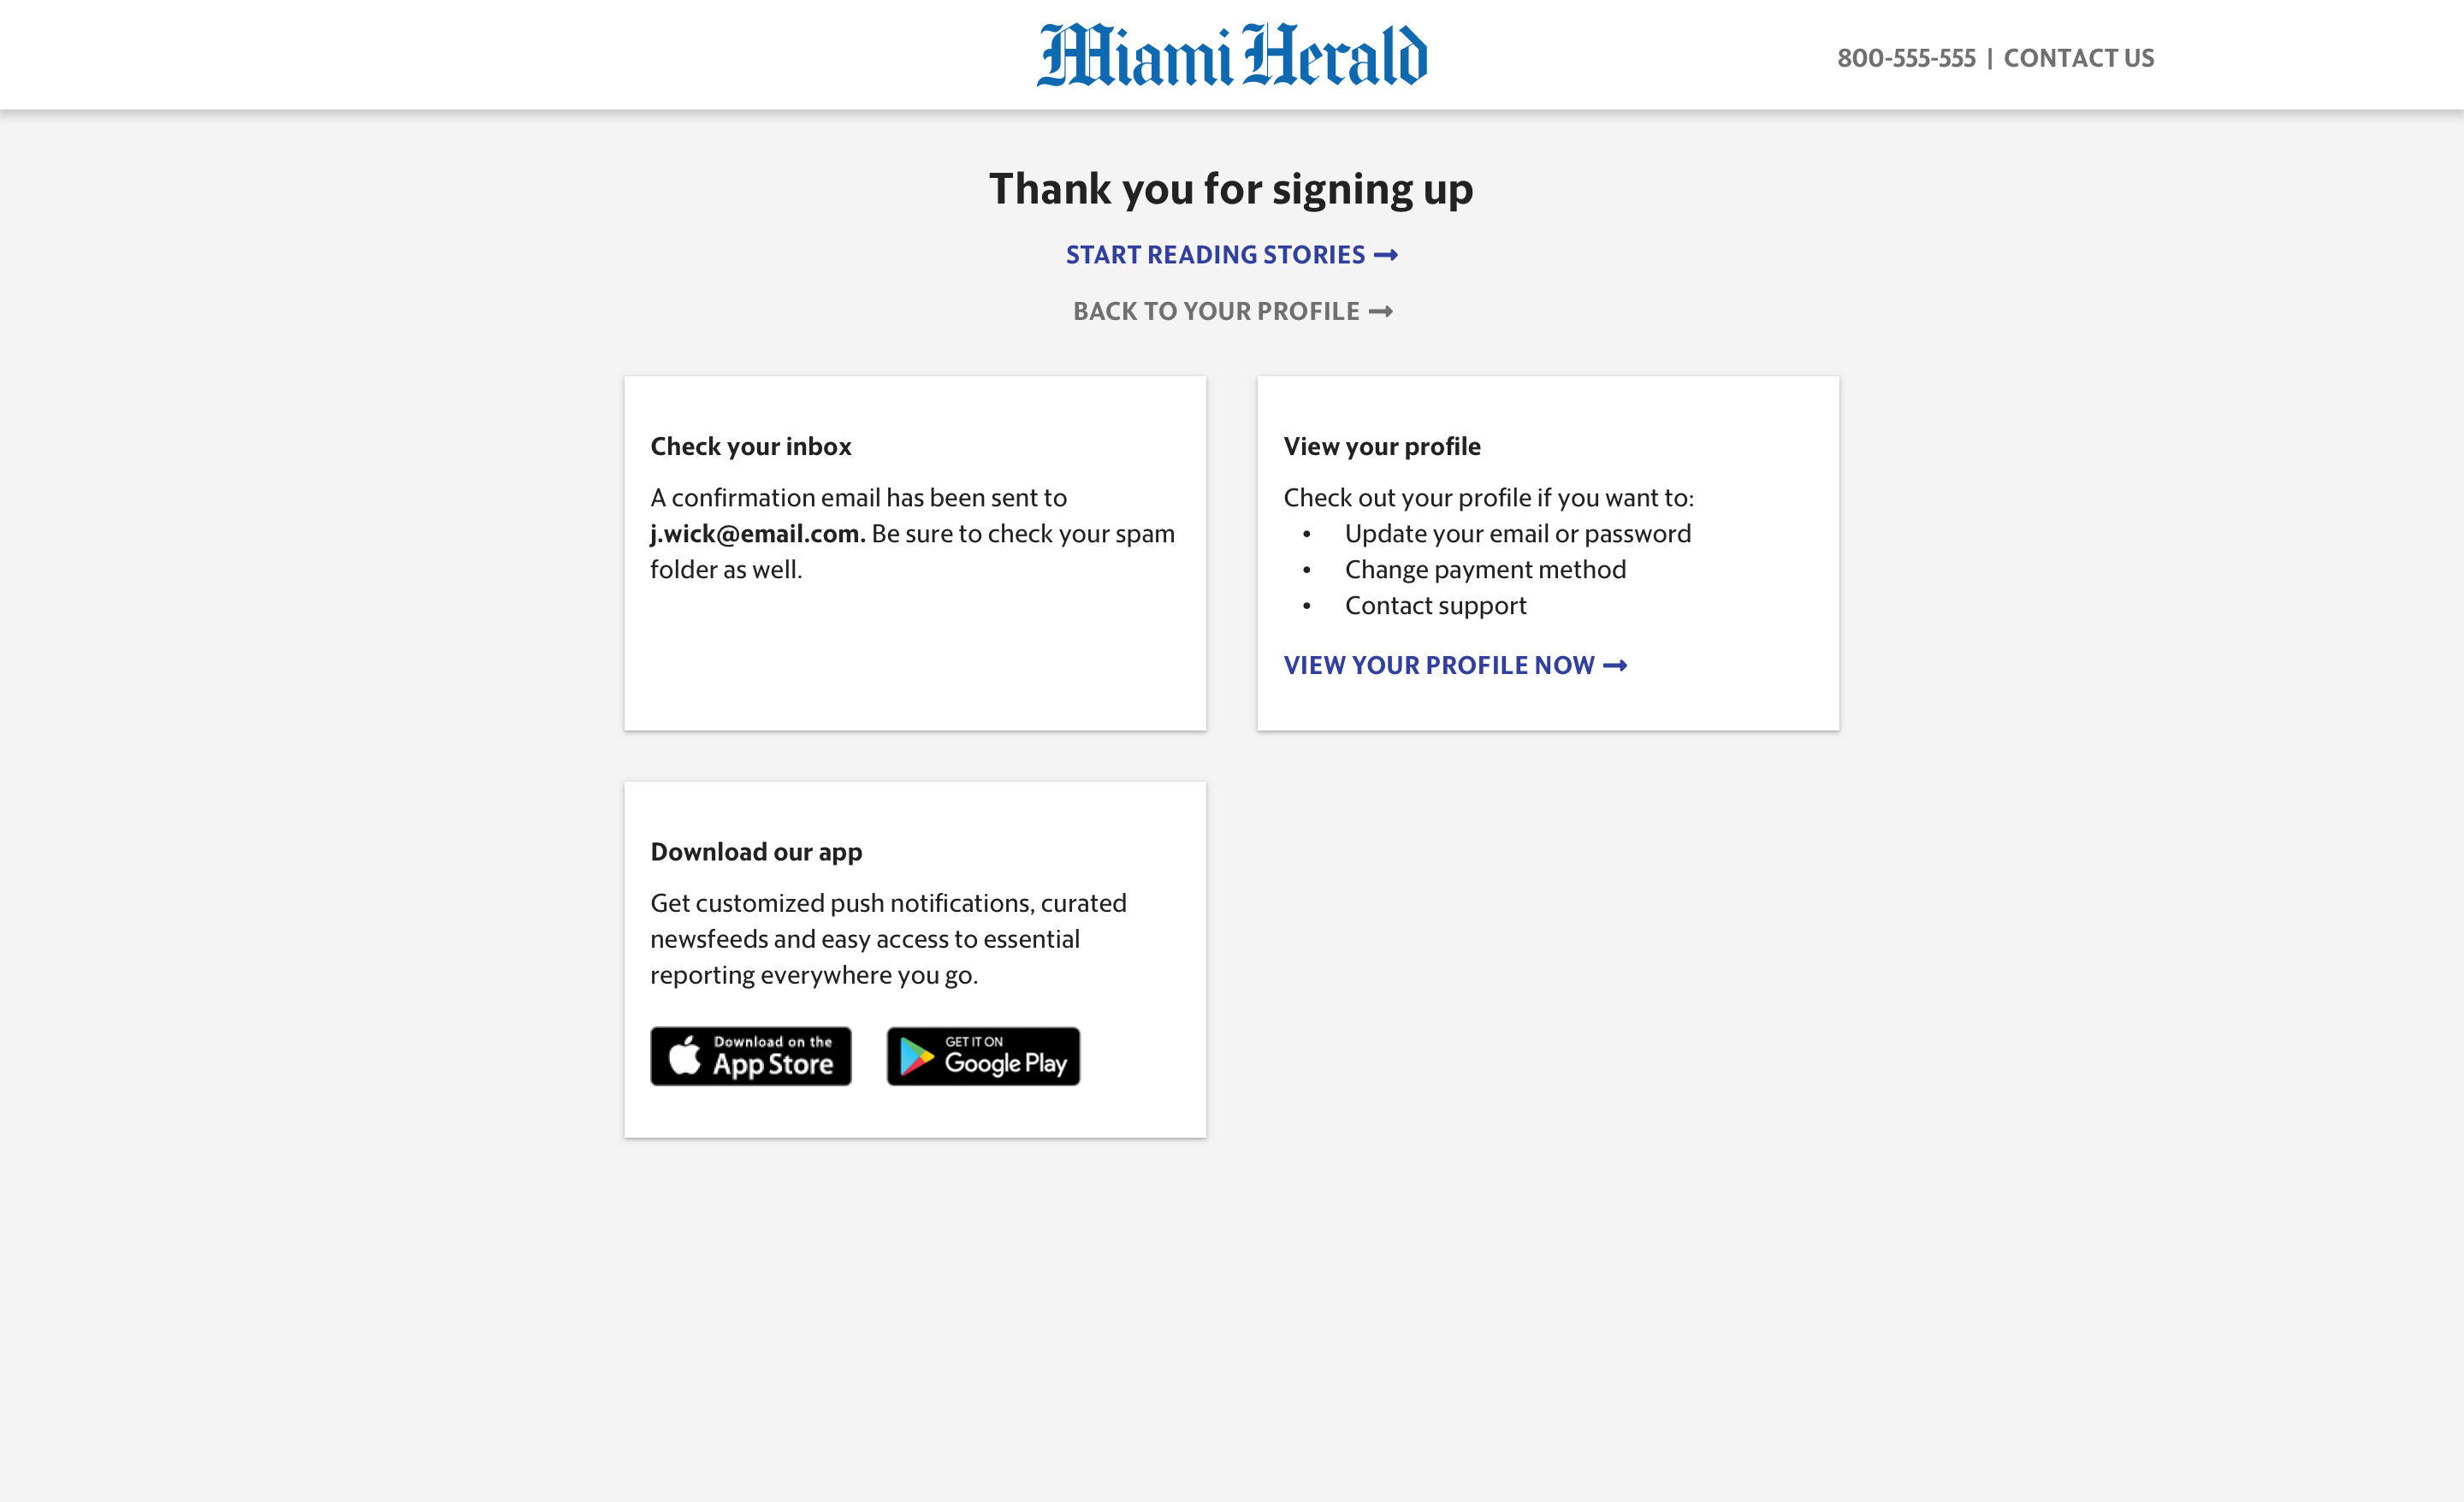 Miami Herald
800-555-555 | CONTACT US
Thank you for signing up
START READING STORIES
BACK TO YOUR PROFILE
Check your inbox
A confirmation email has been sent to
j.wick@email.com. Be sure to check your spam
folder as well.
View your profile
Check out your profile if you want to:
• Update your email or password
• Change payment method
• Contact support
VIEW YOUR PROFILE NOW
Download our app
Get customized push notifications, curated
newsfeeds and easy access to essential
reporting everywhere you go.
Download on the
App Store
GET IT ON
Google Play